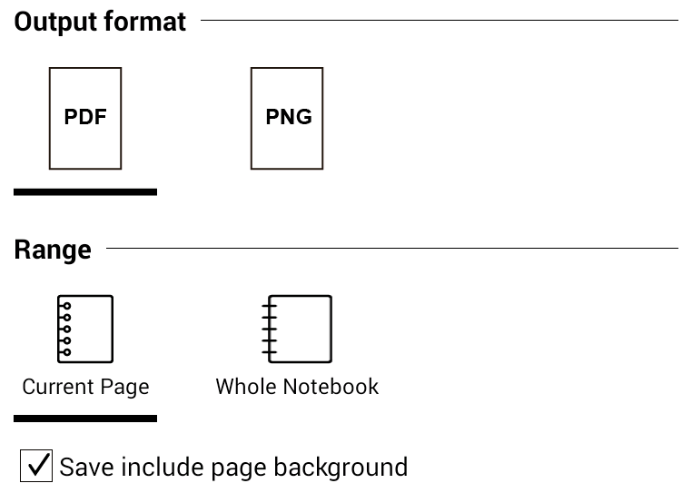 Output format
PDF PNG
Range
Current Page Whole Notebook
Save include page background